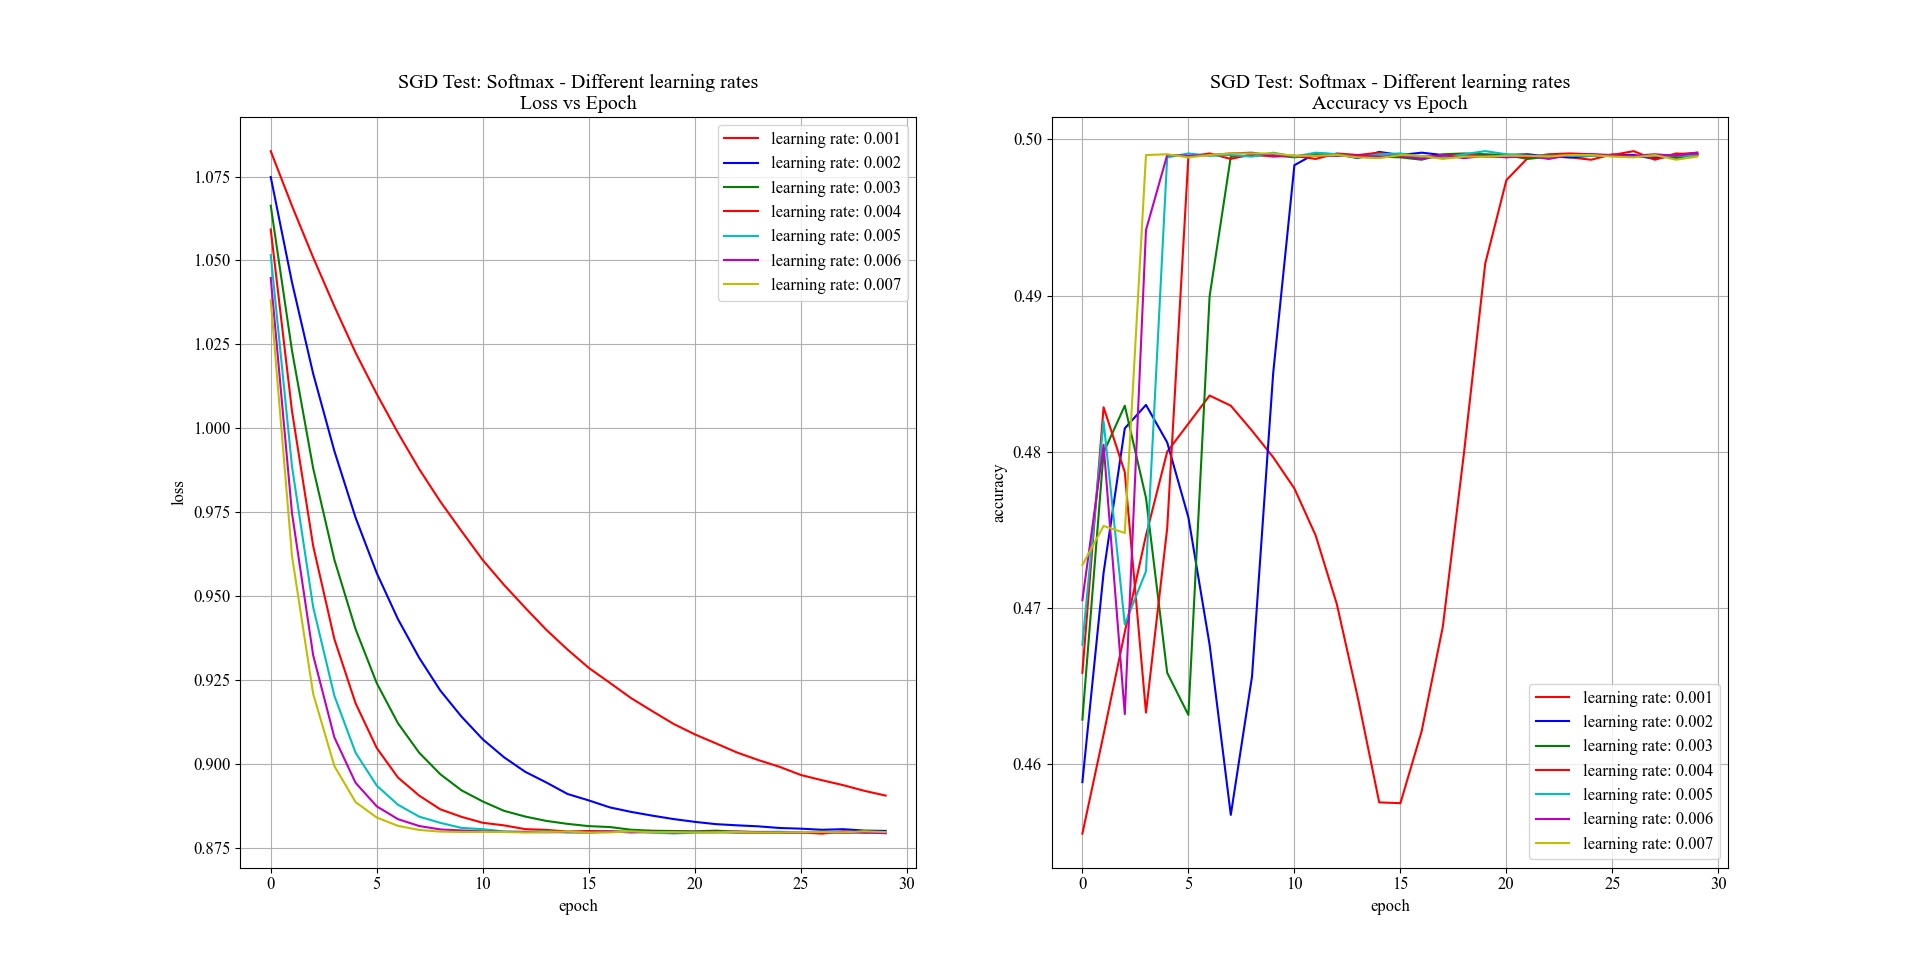 SGD Test: Softmax - Different learning rates
Loss vs Epoch
learning rate: 0.001
learning rate: 0.002
learning rate: 0.003
learning rate: 0.004
learning rate: 0.005
learning rate: 0.006
learning rate: 0.007
1.075
1.050
1.025
1.000
0.975
0.950
0.925
0.900
0.875
loss
0 5 10 15 20 25 30
epoch
SGD Test: Softmax - Different learning rates
Accuracy vs Epoch
0.50
0.49
0.48
0.47
0.46
accuracy
learning rate: 0.001
learning rate: 0.002
learning rate: 0.003
learning rate: 0.004
learning rate: 0.005
learning rate: 0.006
learning rate: 0.007
0 5 10 15 20 25 30
epoch